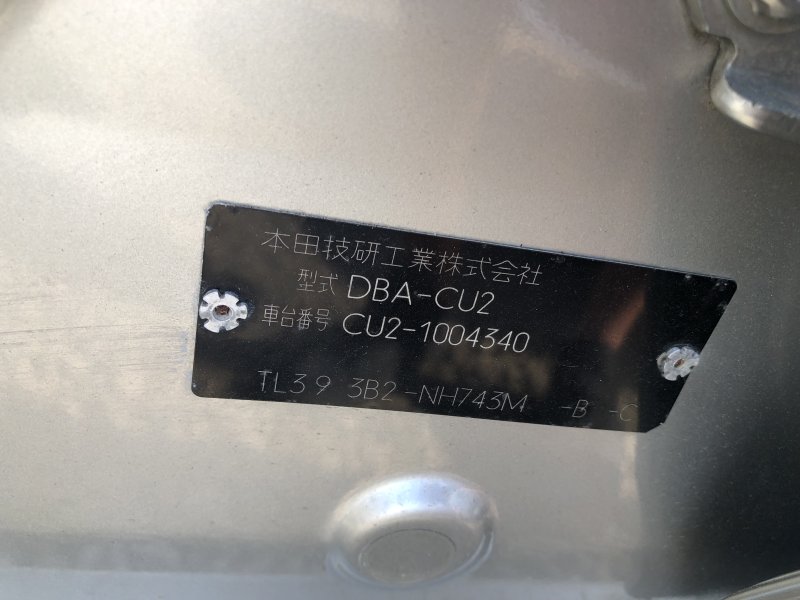 本田技研工業株式会社
型式 DBA-CU2
車台番号 CU2-1004340
TL39 3B2-NH743M -B -C